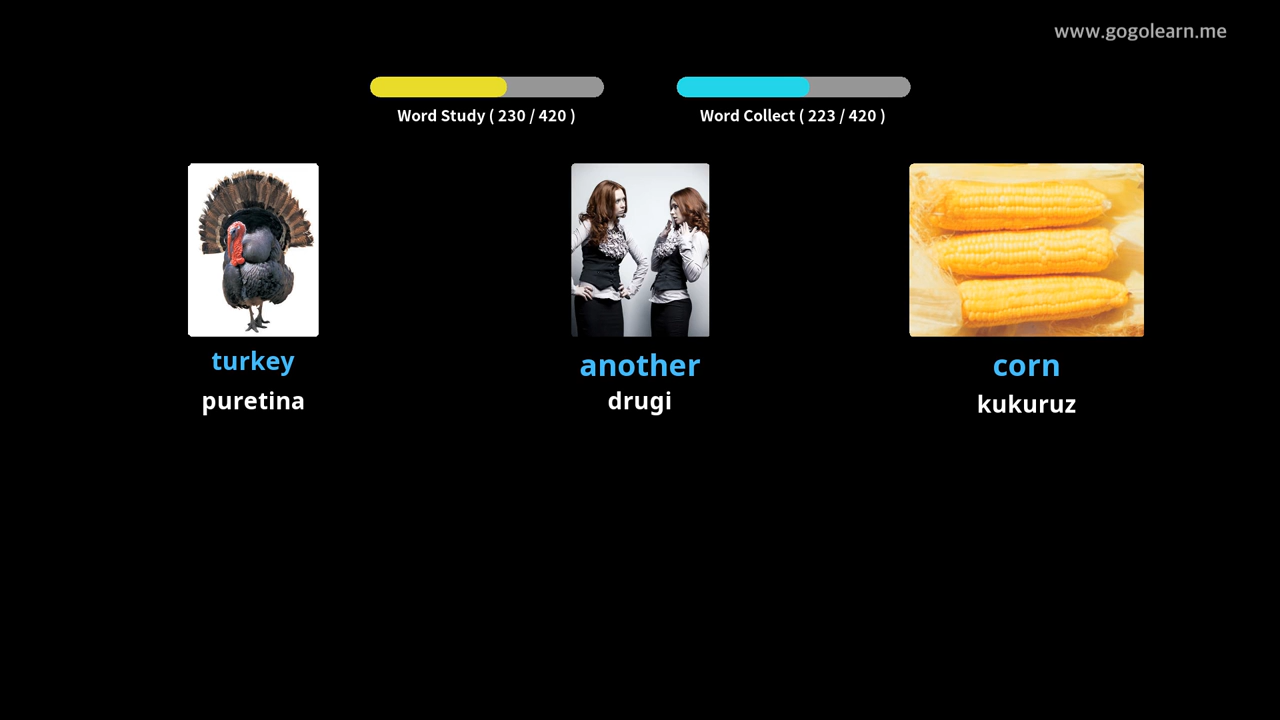 www.gogolearn.me
Word Study ( 230 / 420 )
Word Collect ( 223 / 420 )
turkey
puretina
another
drugi
corn
kukuruz